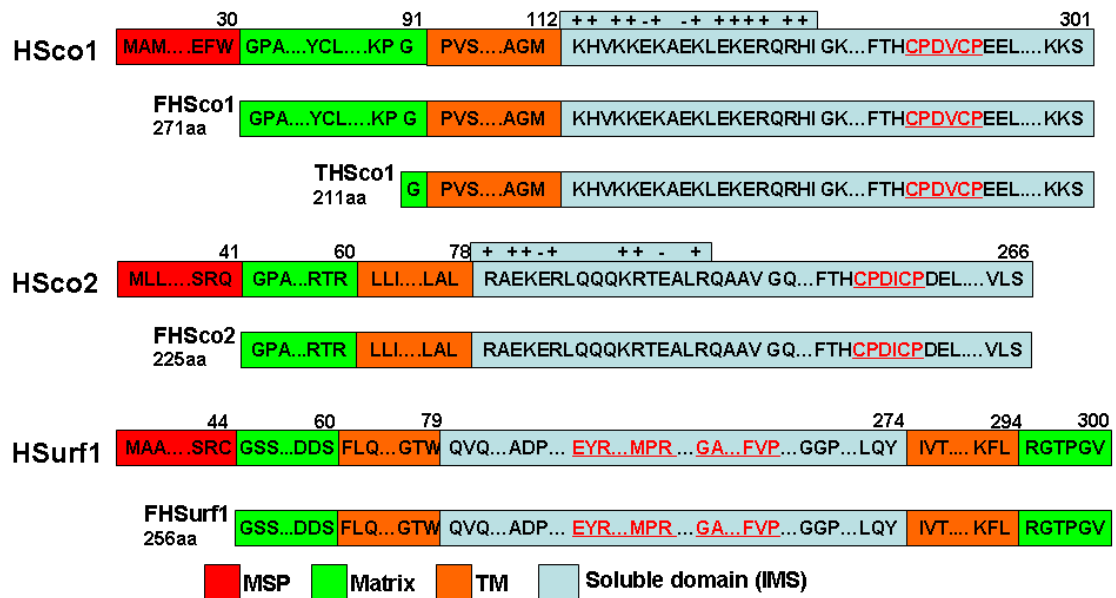 30 91 112 ++ ++-+ -+ ++++ ++ 301
HSco1 MAM....EFW GPA....YCL....KP G PVS....AGM KHVKKEKAEKLEKERQRHI GK...FTHCPDVCPEEL....KKS
FHSco1 GPA....YCL....KP G PVS....AGM KHVKKEKAEKLEKERQRHI GK...FTHCPDVCPEEL....KKS
271aa
THSco1 G PVS....AGM KHVKKEKAEKLEKERQRHI GK...FTHCPDVCPEEL....KKS
211aa
41 60 78 + ++-+ ++ - + 266
HSco2 MLL....SRQ GPA...RTR LLI....LAL RAEKERLQQQKRTEALRQAAV GQ...FTHCPDICPDEL....VLS
FHSco2 GPA...RTR LLI....LAL RAEKERLQQQKRTEALRQAAV GQ...FTHCPDICPDEL....VLS
225aa
44 60 79 274 294 300
HSurf1 MAA....SRC GSS...DDS FLQ...GTW QVQ...ADP... EYR...MPR ...GA...FVP...GGP...LQY IVT.... KFL RGTPGV
FHSurf1 GSS...DDS FLQ...GTW QVQ...ADP... EYR...MPR ...GA...FVP...GGP...LQY IVT.... KFL RGTPGV
256aa
MSP Matrix TM Soluble domain (IMS)